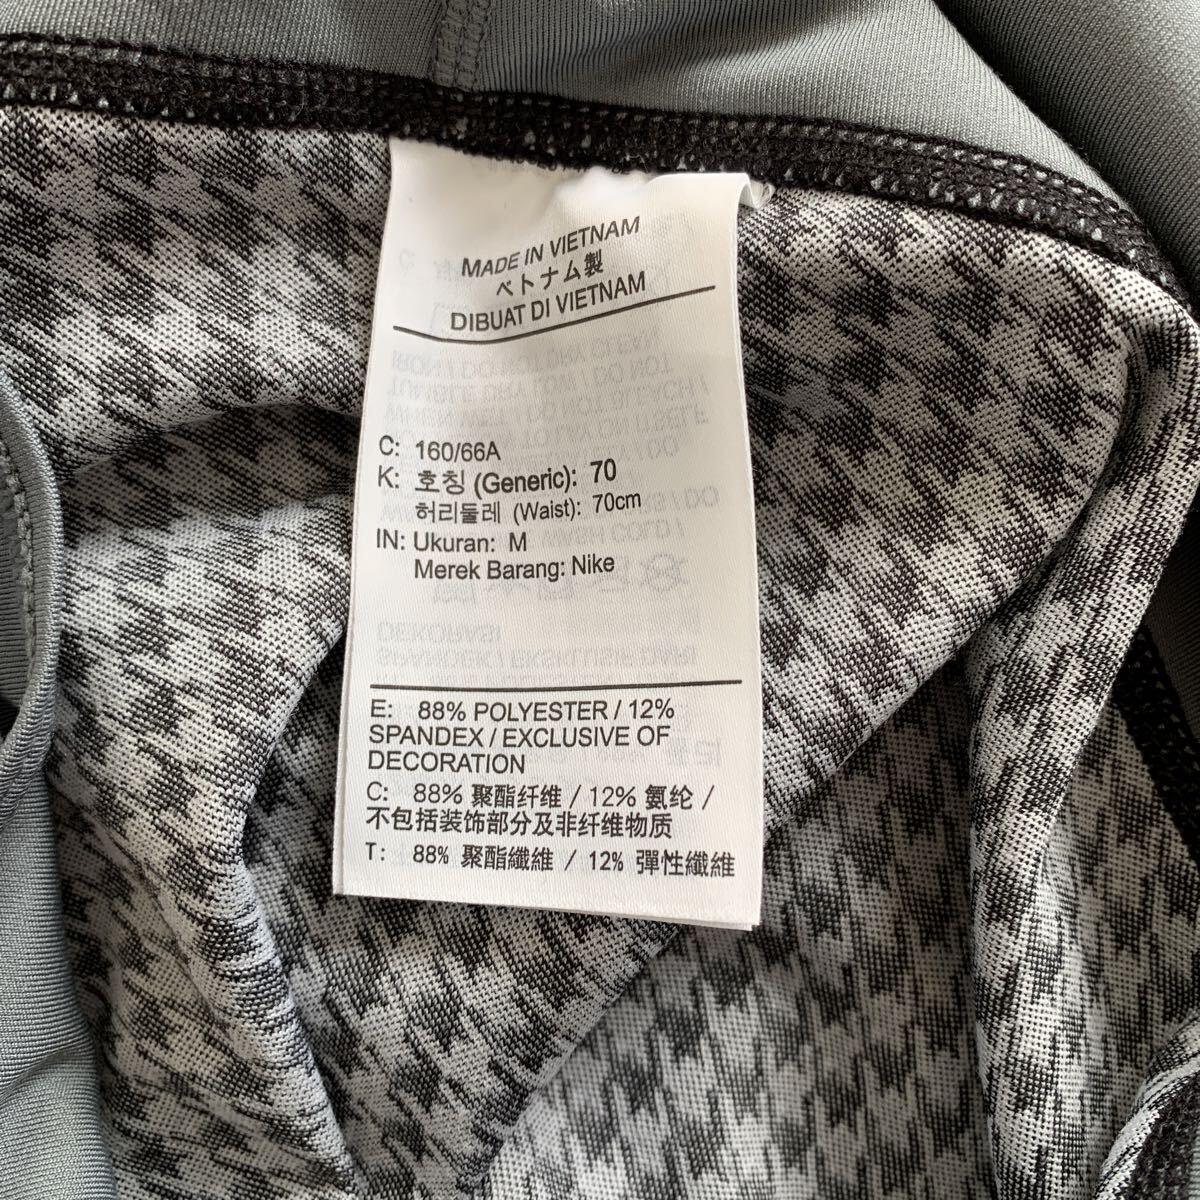 MADE IN VIETNAM
ベトナム製
DIBUAT DI VIETNAM
C: 160/66A
K: 호칭 (Generic): 70
허리둘레 (Waist): 70cm
IN: Ukuran: M
Merek Barang: Nike
E: 88% POLYESTER / 12%
SPANDEX / EXCLUSIVE OF
DECORATION
C: 88% 聚酯纤维 / 12% 氨纶 /
不包括装饰部分及非纤维物质
T: 88% 聚酯纖維 / 12% 彈性纖維